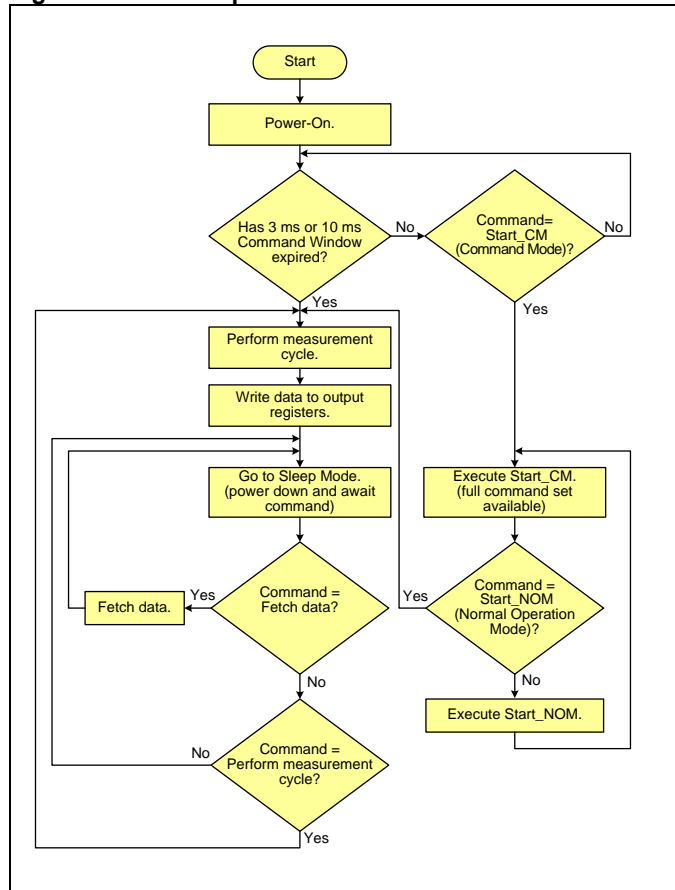 Start
Power-On.
Has 3 ms or 10 ms
Command Window
expired?
No
Command=
Start_CM
(Command Mode)?
No
Yes
Yes
Perform measurement
cycle.
Write data to output
registers.
Go to Sleep Mode.
(power down and await
command)
Execute Start_CM.
(full command set
available)
Fetch data.
Yes
Command =
Fetch data?
Yes
Command =
Start_NOM
(Normal Operation
Mode)?
No
No
Execute Start_NOM.
No
Command =
Perform measurement
cycle?
Yes